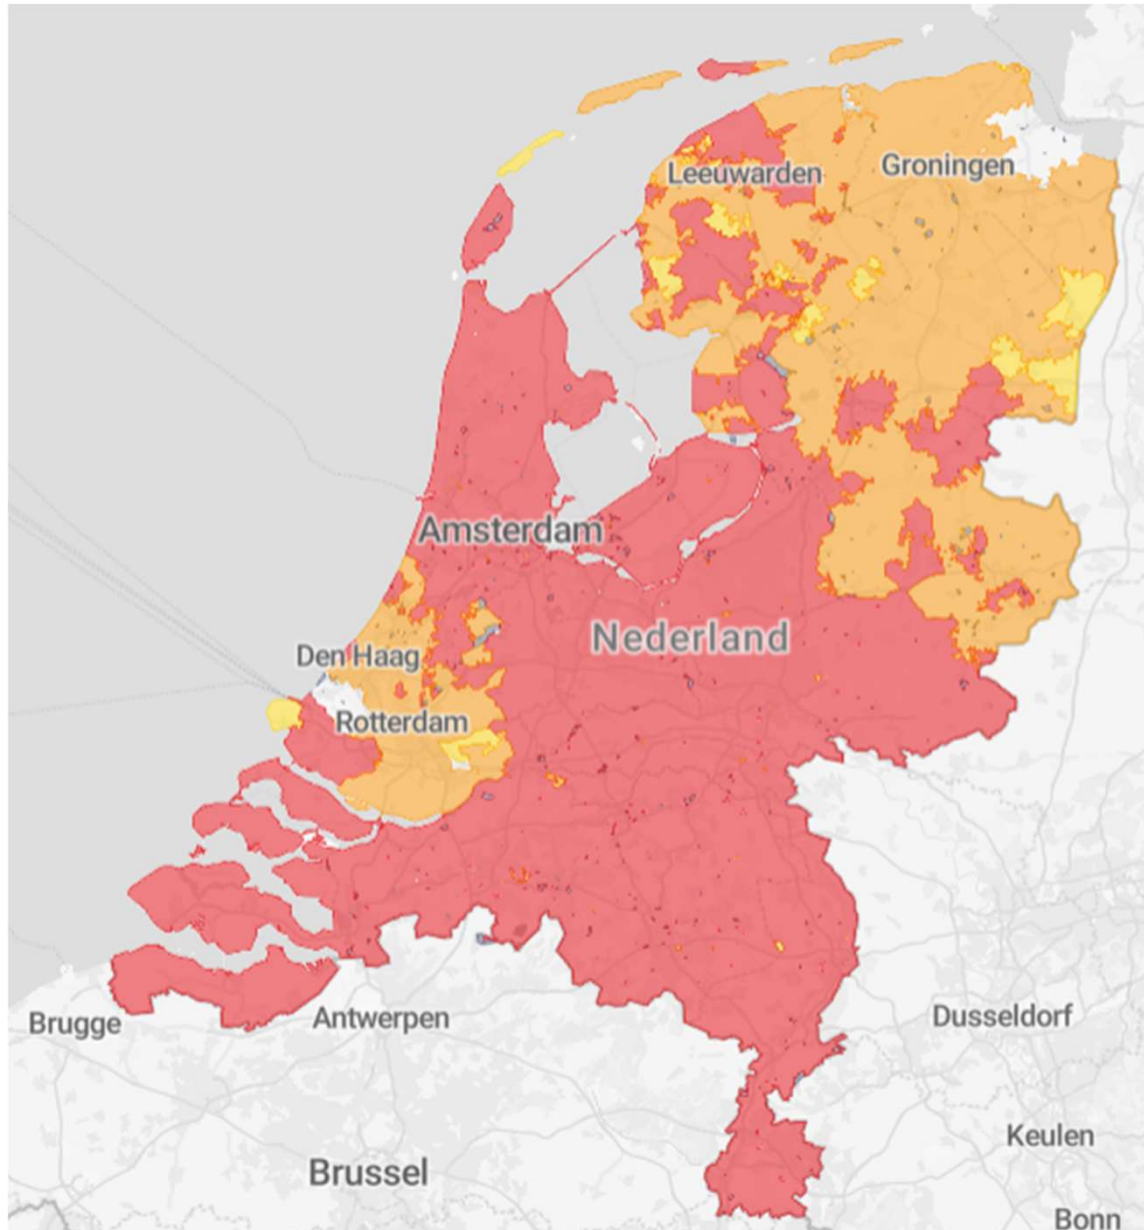 Leeuwarden
Groningen
Amsterdam
Nederland
Den Haag
Rotterdam
Brugge
Antwerpen
Dusseldorf
Keulen
Brussel
Bonn